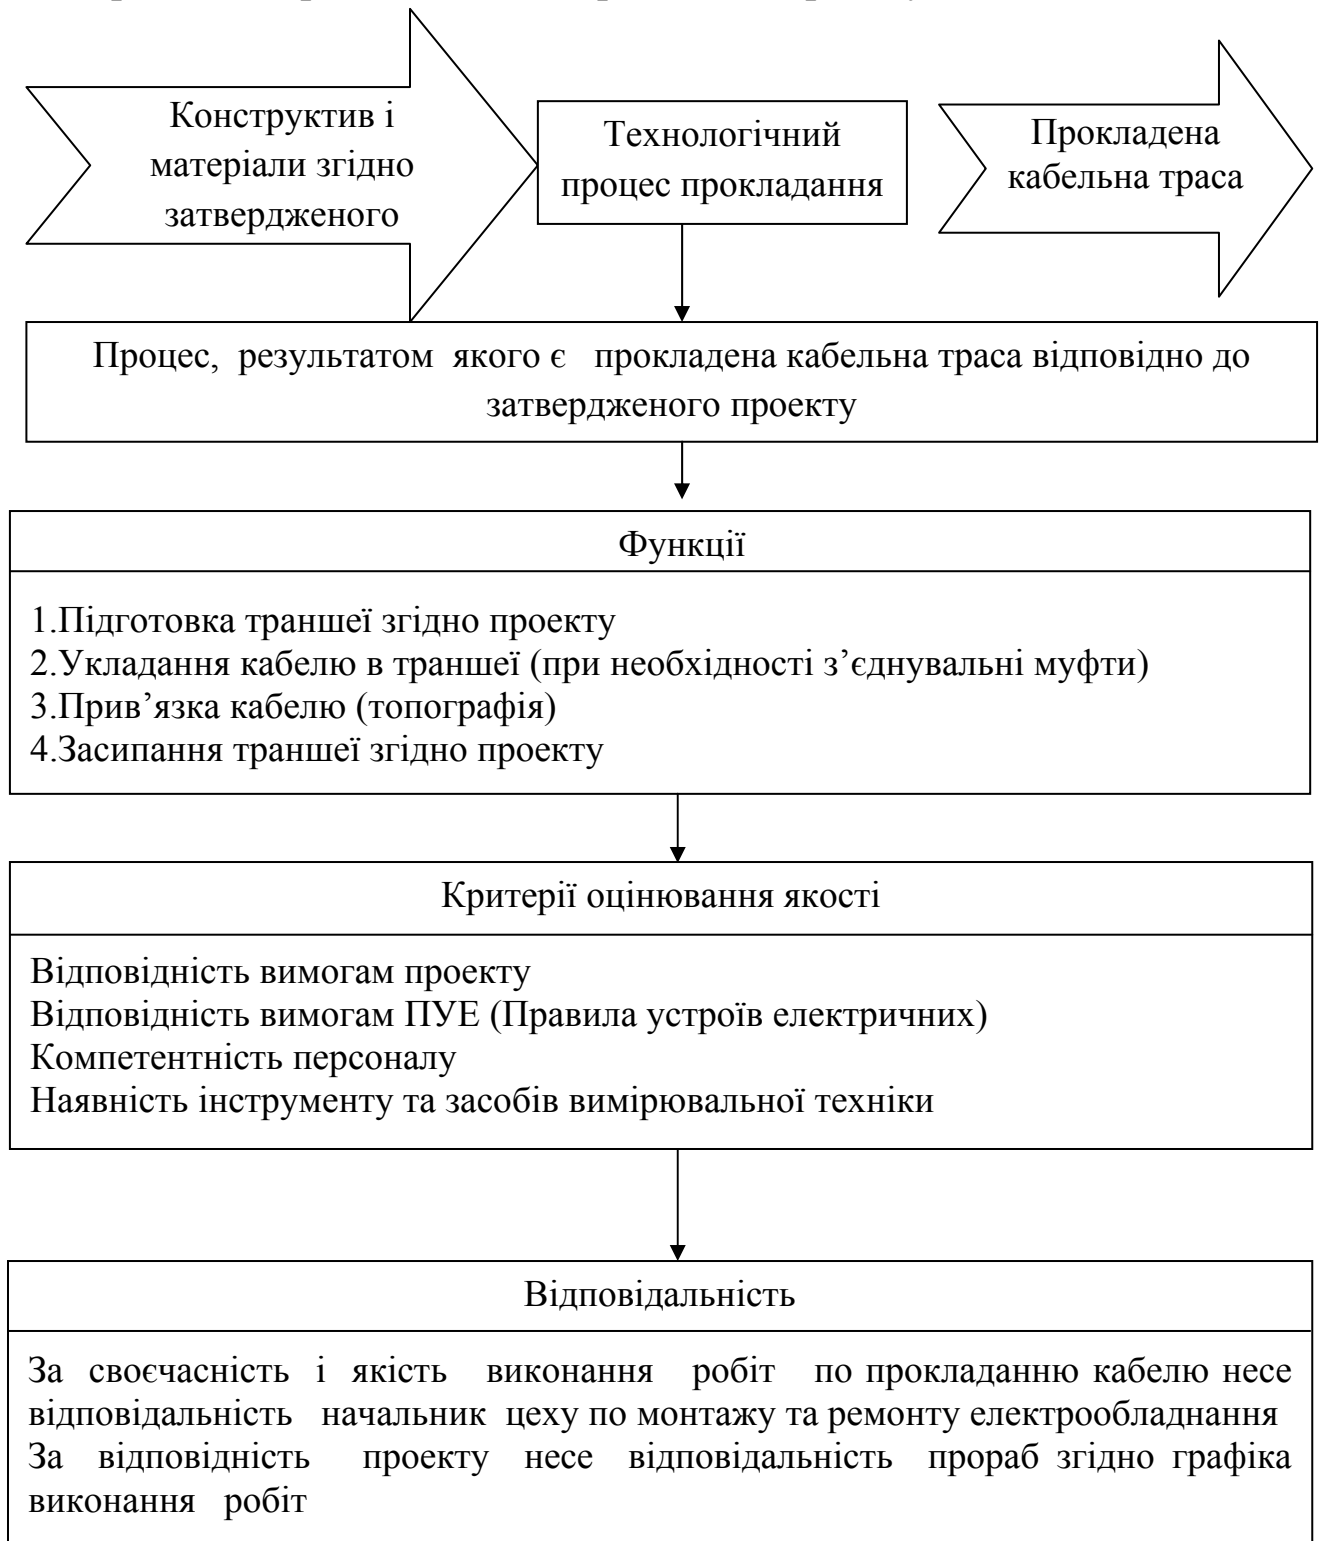 Конструктив і
матеріали згідно
затвердженого
Технологічний
процес прокладання
Прокладена
кабельна траса
Процес, результатом якого є прокладена кабельна траса відповідно до
затвердженого проекту
Функції
1.Підготовка траншеї згідно проекту
2.Укладання кабелю в траншеї (при необхідності з’єднувальні муфти)
3.Прив’язка кабелю (топографія)
4.Засипання траншеї згідно проекту
Критерії оцінювання якості
Відповідність вимогам проекту
Відповідність вимогам ПУЕ (Правила устроїв електричних)
Компетентність персоналу
Наявність інструменту та засобів вимірювальної техніки
Відповідальність
За своєчасність і якість виконання робіт по прокладанню кабелю несе
відповідальність начальник цеху по монтажу та ремонту електрообладнання
За відповідність проекту несе відповідальність прораб згідно графіка
виконання робіт